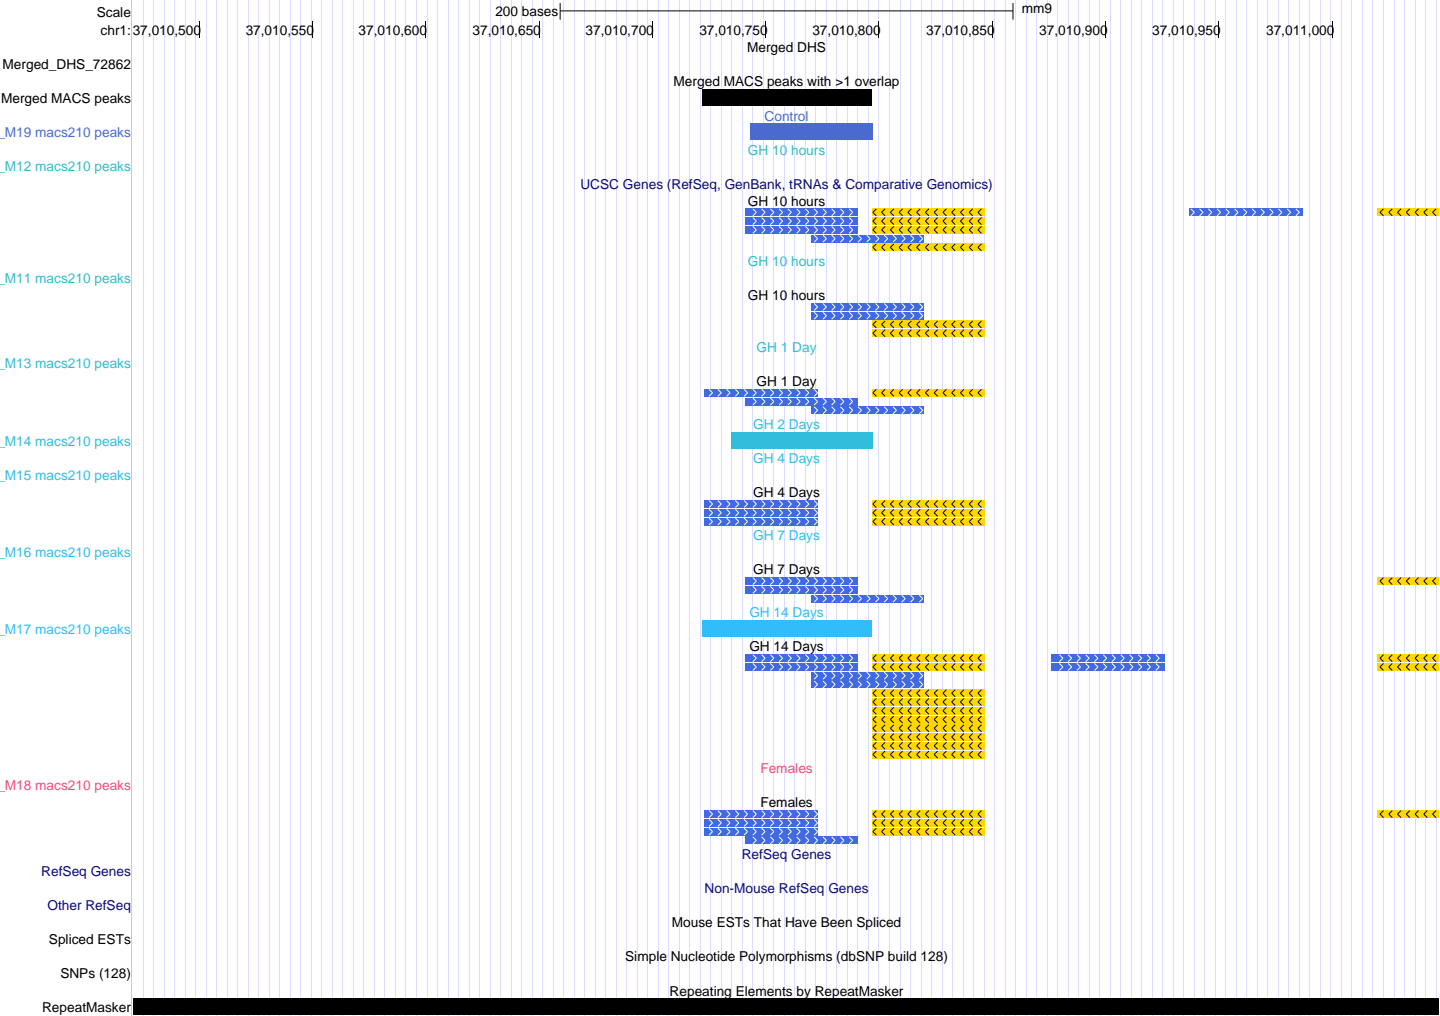 Scale 200 bases mm9
chr1: 37,010,500 37,010,550 37,010,600 37,010,650 37,010,700 37,010,750 37,010,800 37,010,850 37,010,900 37,010,950 37,011,000
Merged DHS
Merged_DHS_72862
Merged MACS peaks with >1 overlap
Merged MACS peaks
Control
_M19 macs210 peaks
GH 10 hours
_M12 macs210 peaks
UCSC Genes (RefSeq, GenBank, tRNAs & Comparative Genomics)
GH 10 hours
GH 10 hours
_M11 macs210 peaks
GH 10 hours
GH 1 Day
_M13 macs210 peaks
GH 1 Day
GH 2 Days
_M14 macs210 peaks
GH 4 Days
_M15 macs210 peaks
GH 4 Days
GH 7 Days
_M16 macs210 peaks
GH 7 Days
GH 14 Days
_M17 macs210 peaks
GH 14 Days
Females
_M18 macs210 peaks
Females
RefSeq Genes
RefSeq Genes
Non-Mouse RefSeq Genes
Other RefSeq
Mouse ESTs That Have Been Spliced
Spliced ESTs
Simple Nucleotide Polymorphisms (dbSNP build 128)
SNPs (128)
Repeating Elements by RepeatMasker
RepeatMasker